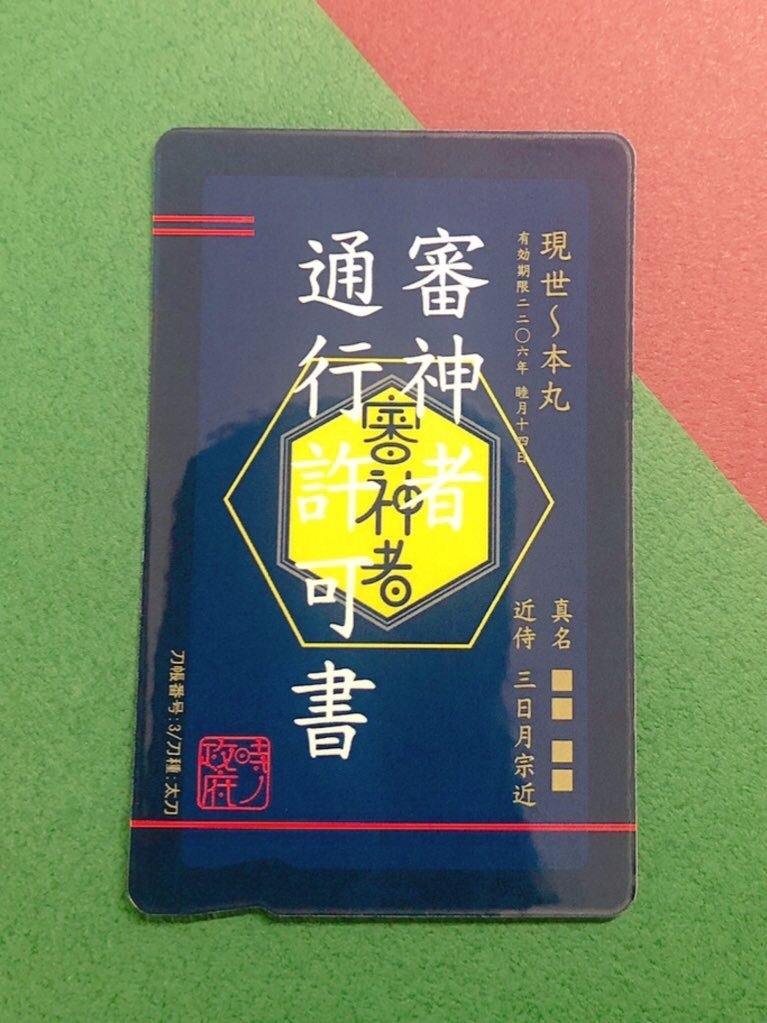 現世～本丸
有効期限二二〇六年 睦月十四日
審神者
通行許可書
審神者
真名 ■■ ■■
近侍 三日月宗近
時ノ
政府
刀帳番号:3/刀種:太刀